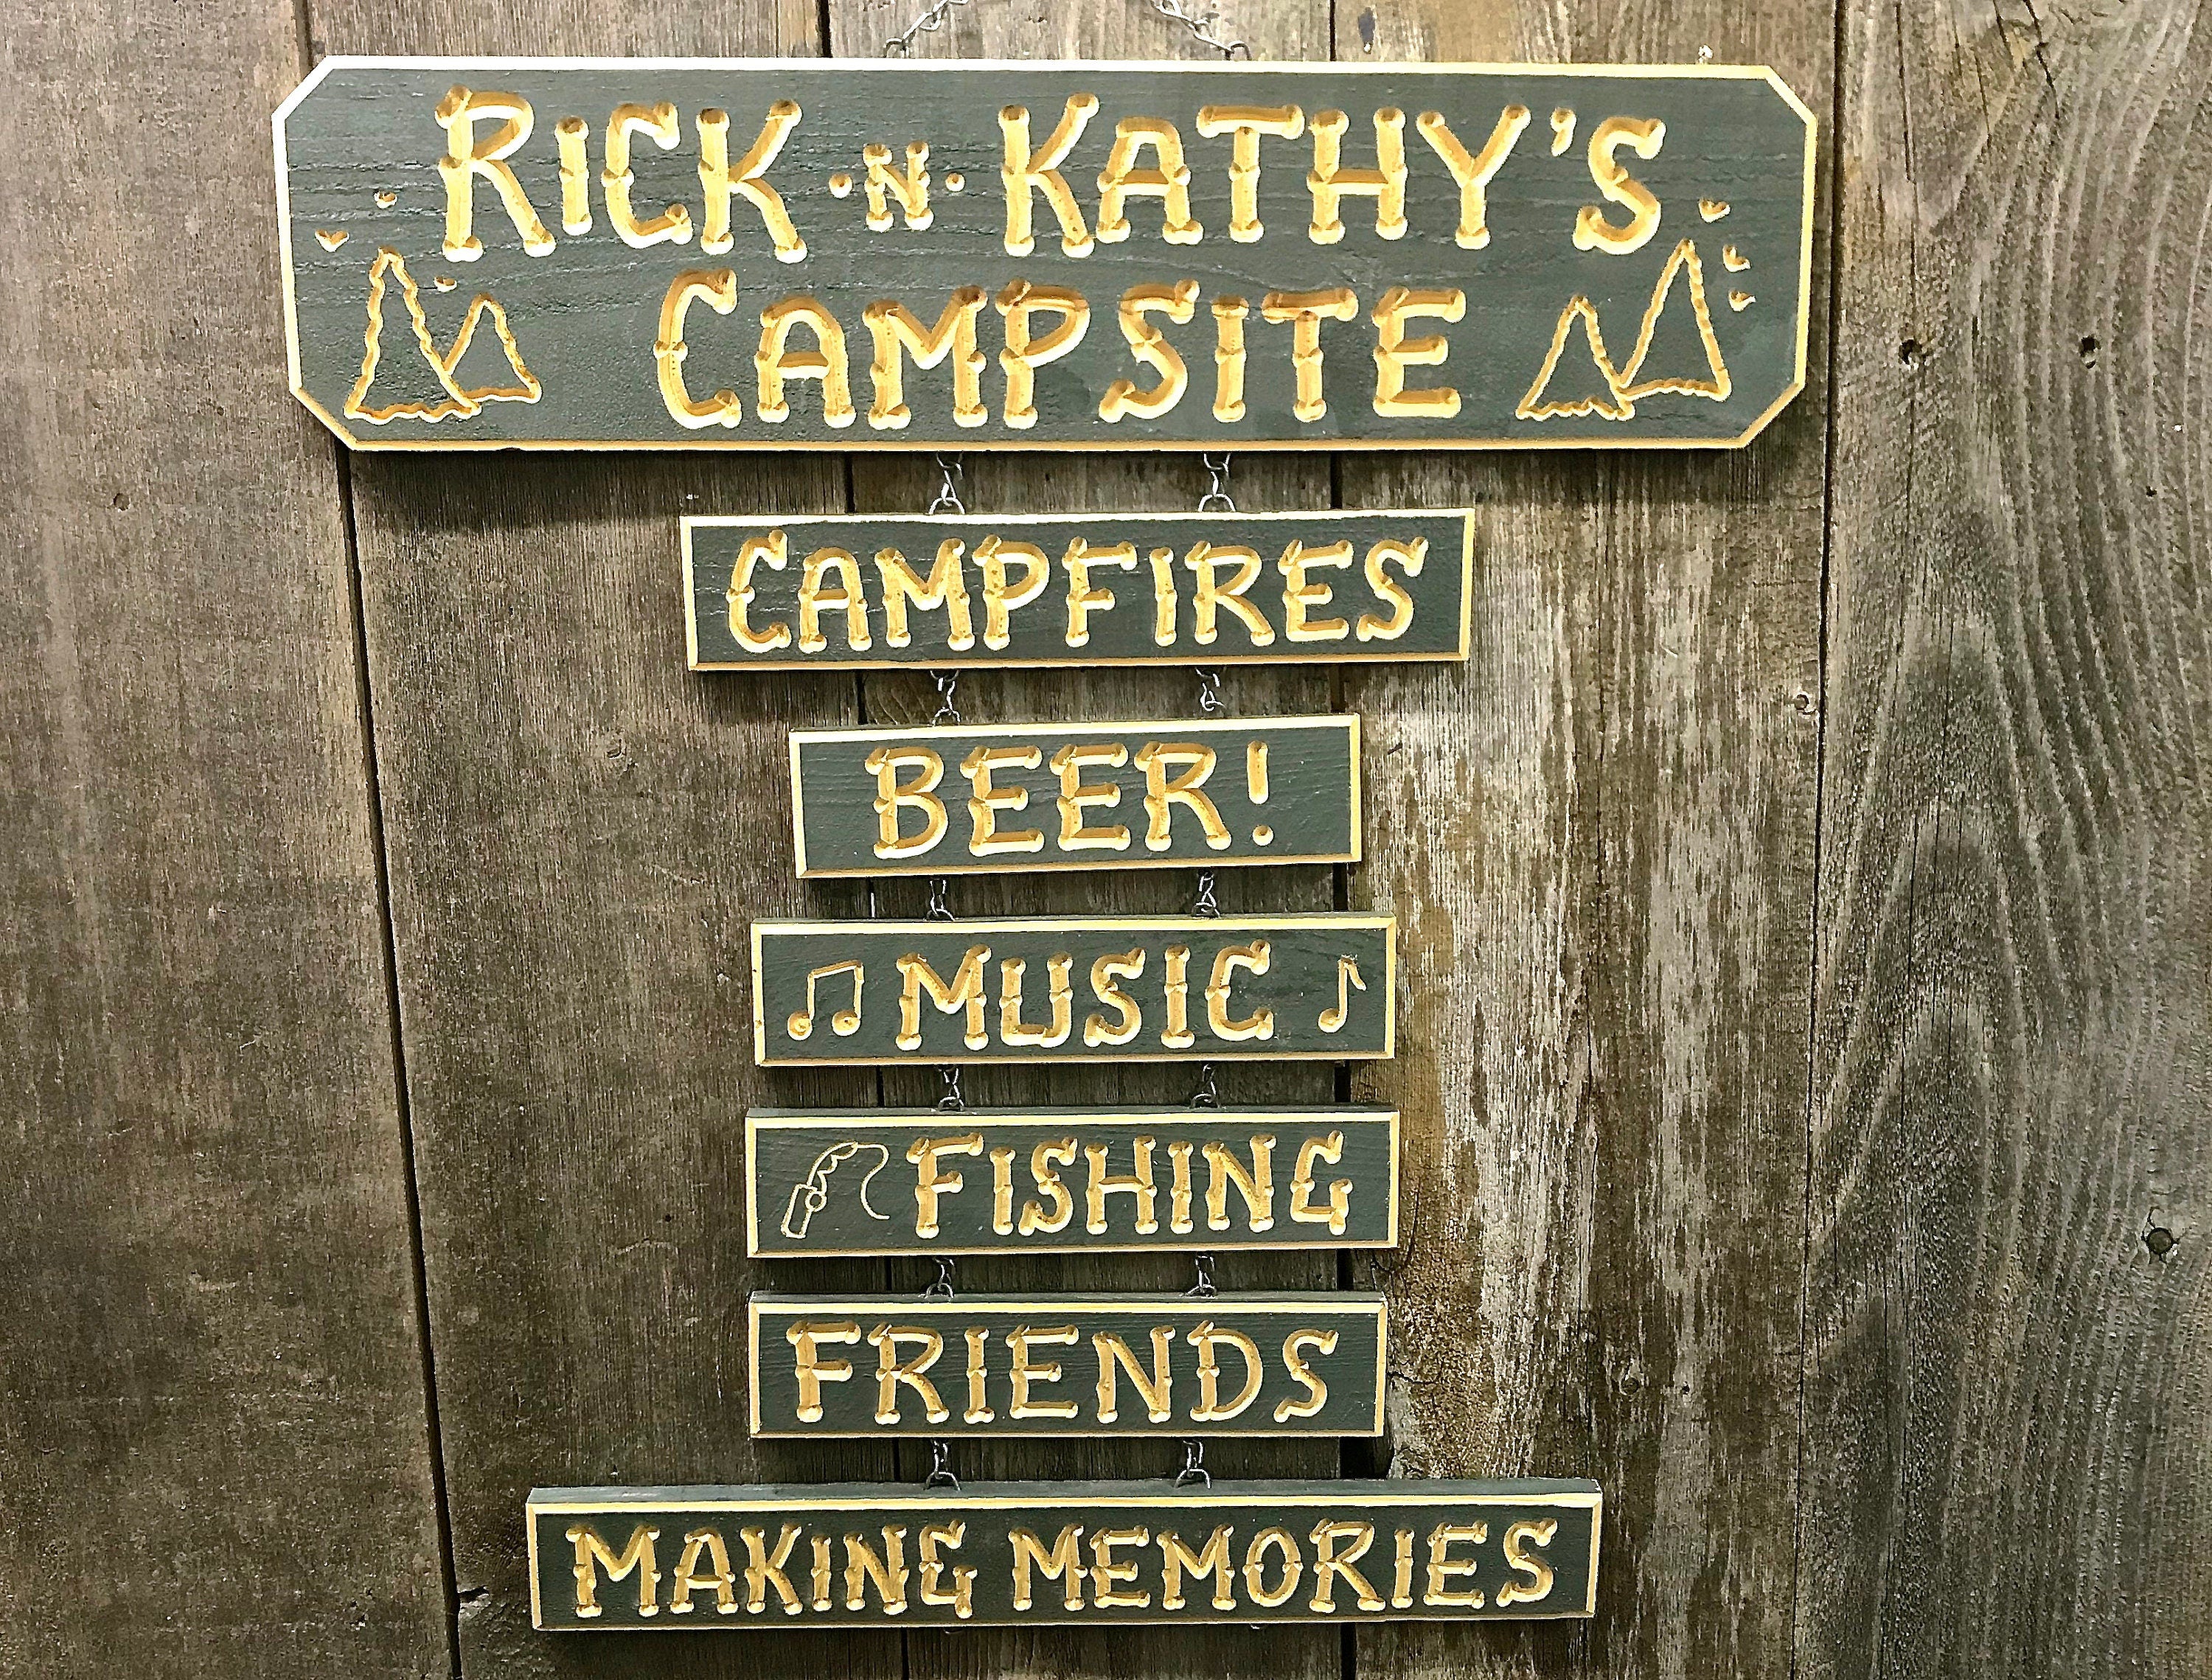 RICK ·N· KATHY'S
CAMPSITE
CAMPFIRES
BEER!
MUSIC
FISHING
FRIENDS
MAKING MEMORIES